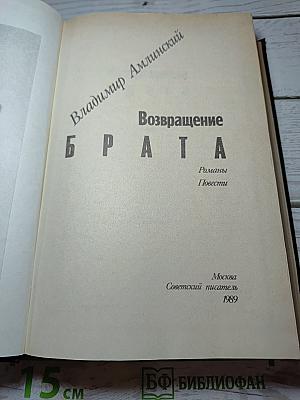 Владимир Амлинский
Возвращение
БРАТА
Романы
Повести
Москва
Советский писатель
1989
15 см
БФ БИБЛИОФАН